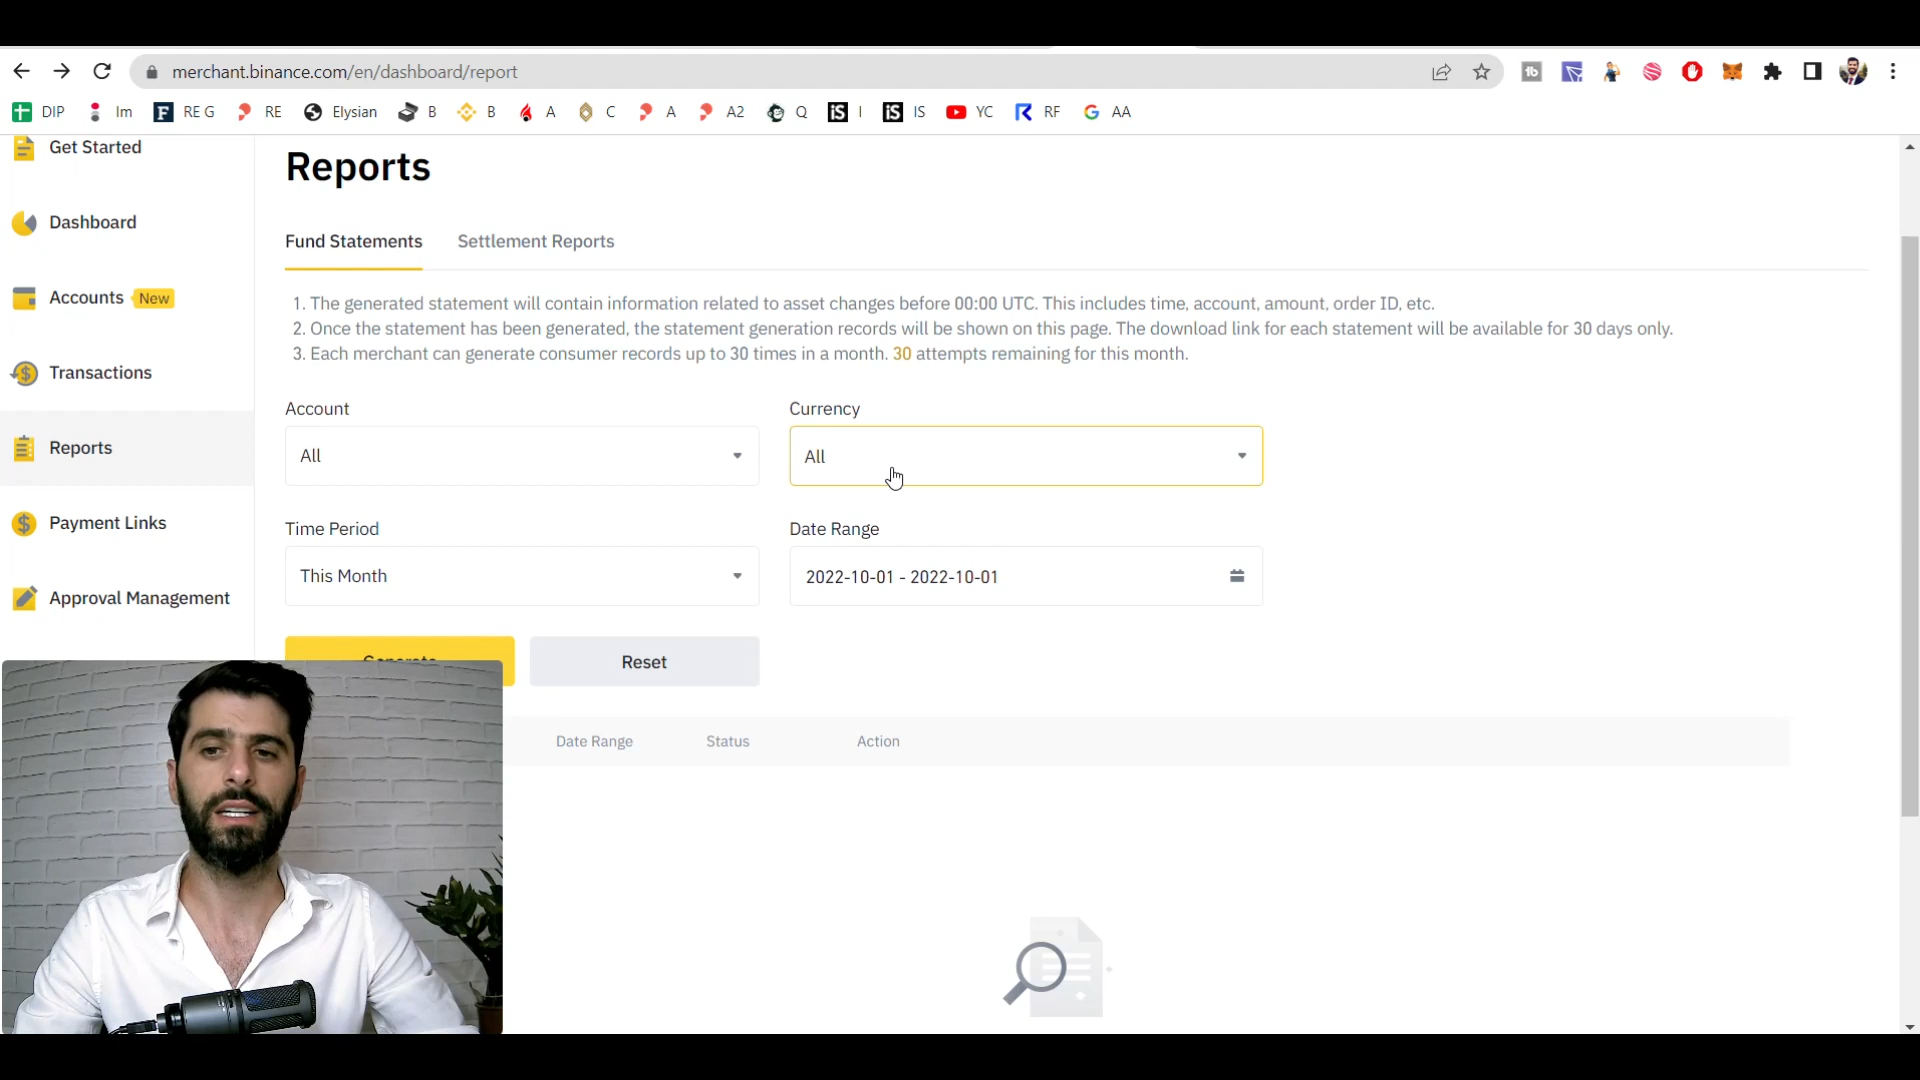 merchant.binance.com/en/dashboard/report
DIP Im RE G RE Elysian B B A C A A2 Q I IS YC RF AA
Get Started
Dashboard
Accounts New
Transactions
Reports
Payment Links
Approval Management
Reports
Fund Statements Settlement Reports
1. The generated statement will contain information related to asset changes before 00:00 UTC. This includes time, account, amount, order ID, etc.
2. Once the statement has been generated, the statement generation records will be shown on this page. The download link for each statement will be available for 30 days only.
3. Each merchant can generate consumer records up to 30 times in a month. 30 attempts remaining for this month.
Account Currency
All All
Time Period Date Range
This Month 2022-10-01 - 2022-10-01
Reset
Date Range Status Action